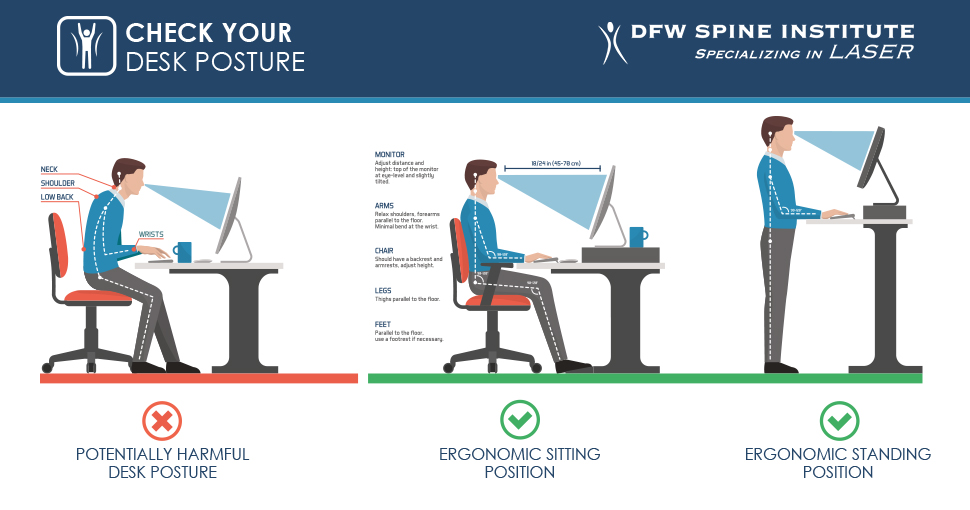 CHECK YOUR
DESK POSTURE
DFW SPINE INSTITUTE
SPECIALIZING IN LASER
NECK
SHOULDER
LOW BACK
WRISTS
MONITOR
Adjust distance and
height: top of the monitor
at eye-level and slightly
tilted.
18/24 in (45-70 cm)
ARMS
Relax shoulders, forearms
parallel to the floor.
Minimal bend at the wrist.
CHAIR
Should have a backrest and
armrests, adjust height.
LEGS
Thighs parallel to the floor.
FEET
Parallel to the floor,
use a footrest if necessary.
POTENTIALLY HARMFUL
DESK POSTURE
ERGONOMIC SITTING
POSITION
ERGONOMIC STANDING
POSITION